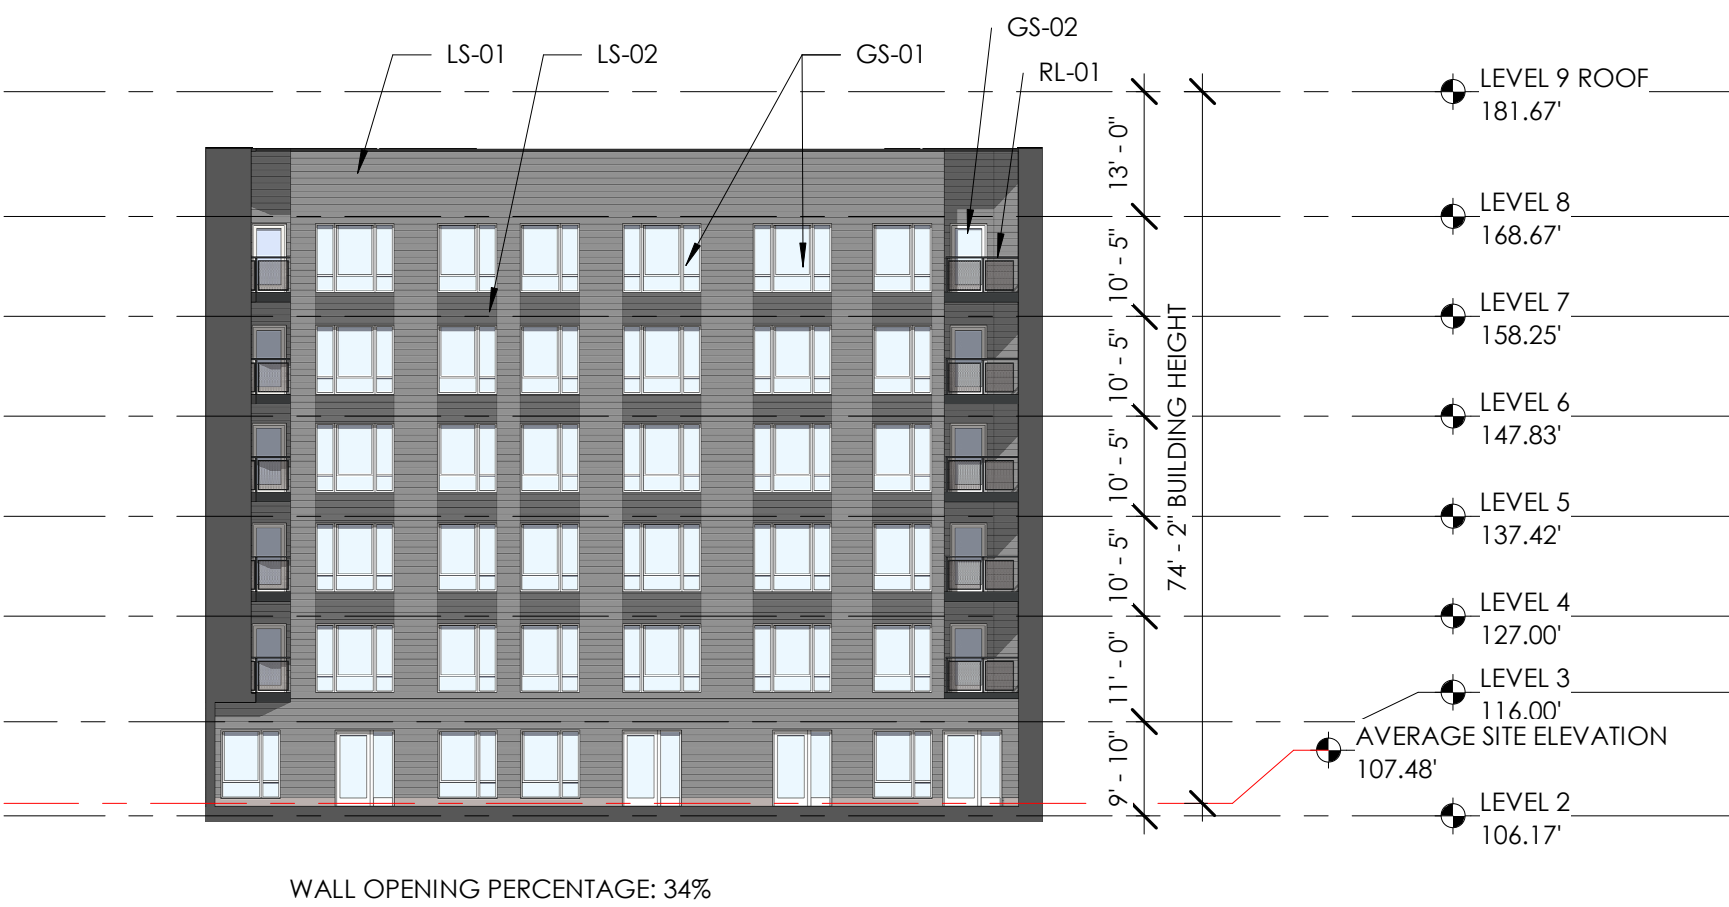 GS-02
LS-01
LS-02
GS-01
RL-01
LEVEL 9 ROOF
181.67'
13' - 0"
LEVEL 8
168.67'
10' - 5"
LEVEL 7
158.25'
10' - 5"
LEVEL 6
147.83'
10' - 5"
74' - 2" BUILDING HEIGHT
LEVEL 5
137.42'
10' - 5"
LEVEL 4
127.00'
11' - 0"
LEVEL 3
116.00'
AVERAGE SITE ELEVATION
107.48'
9' - 10"
LEVEL 2
106.17'
WALL OPENING PERCENTAGE: 34%